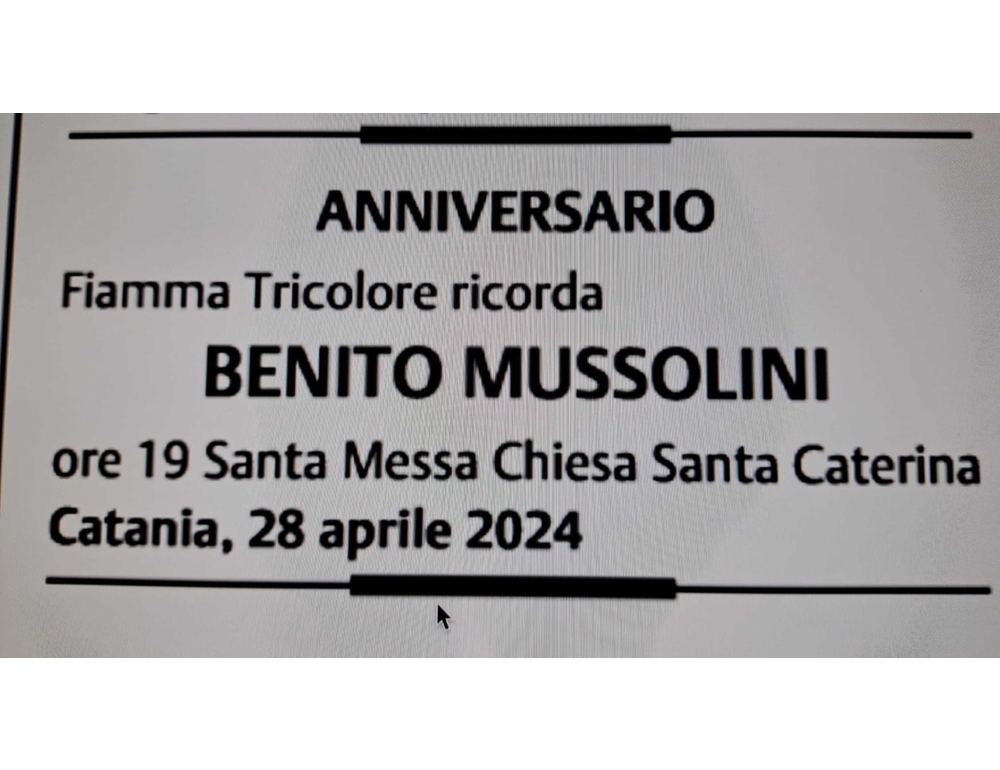 ANNIVERSARIO
Fiamma Tricolore ricorda
BENITO MUSSOLINI
ore 19 Santa Messa Chiesa Santa Caterina
Catania, 28 aprile 2024